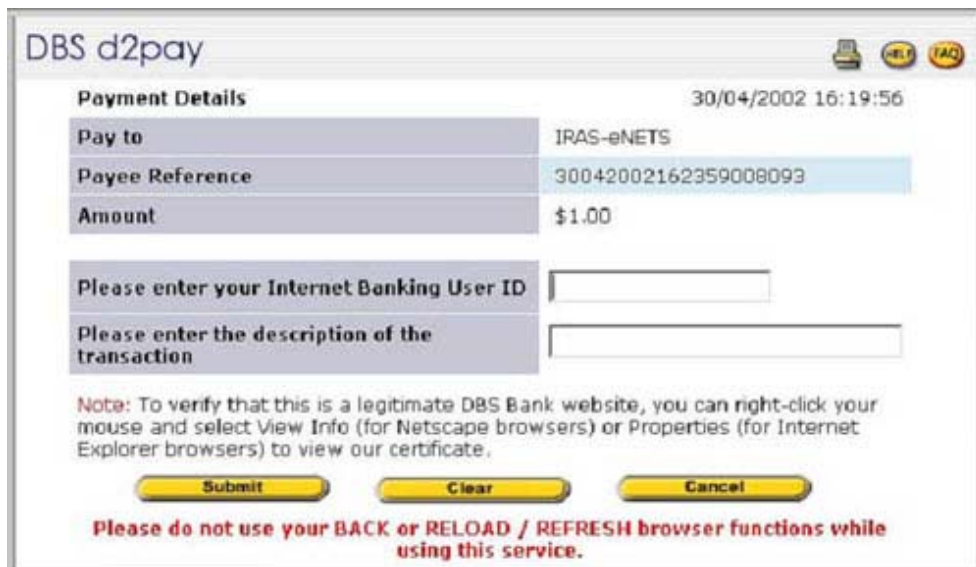 DBS d2pay
HELP FAQ
Payment Details 30/04/2002 16:19:56
Pay to IRAS-eNETS
Payee Reference 30042002162359008093
Amount $1.00
Please enter your Internet Banking User ID
Please enter the description of the
transaction
Note: To verify that this is a legitimate DBS Bank website, you can right-click your
mouse and select View Info (for Netscape browsers) or Properties (for Internet
Explorer browsers) to view our certificate.
Submit Clear Cancel
Please do not use your BACK or RELOAD / REFRESH browser functions while
using this service.